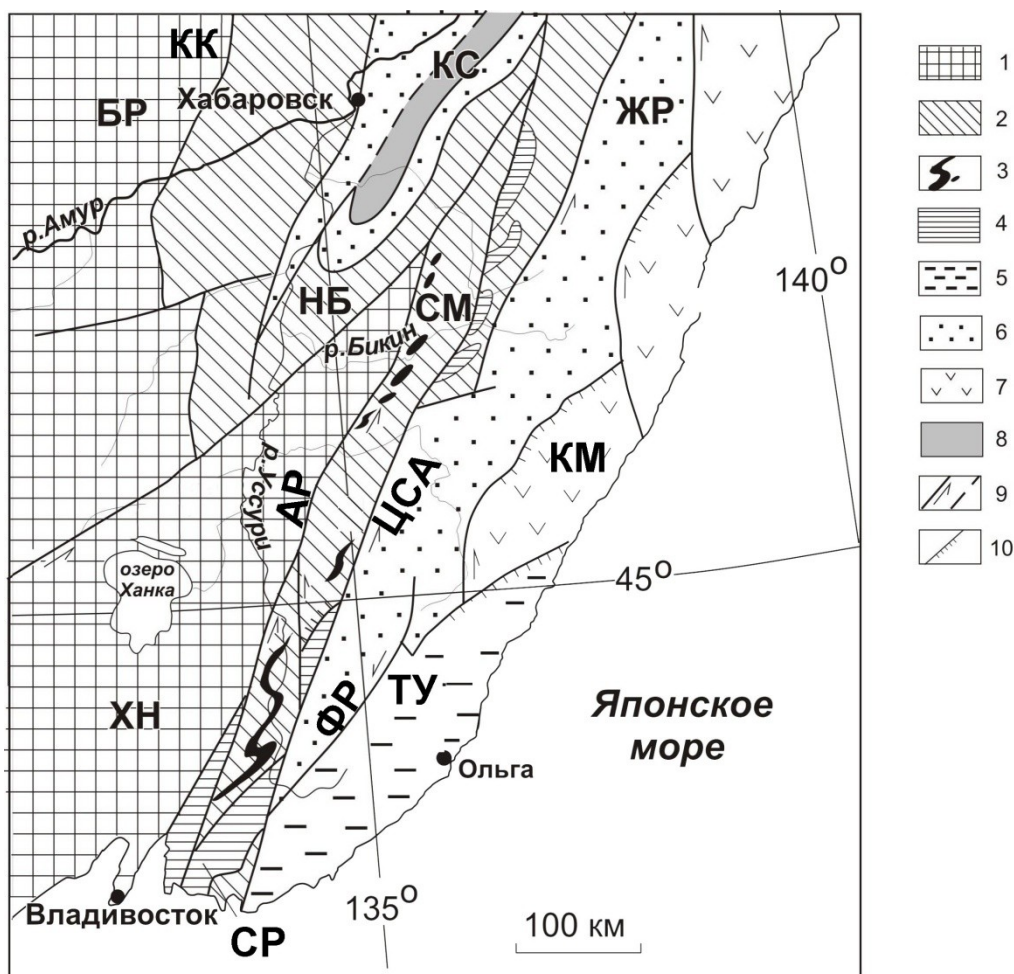 КК
КС
Хабаровск
ЖР
БР
р.Амур
140°
НБ
СМ
р.Бикин
КМ
р.Уссури
АР
ЦСА
озеро
Ханка
45°
ФР
ТУ
ХН
Японское
море
Ольга
Владивосток
135°
100 км
СР
1
2
3
4
5
6
7
8
9
10